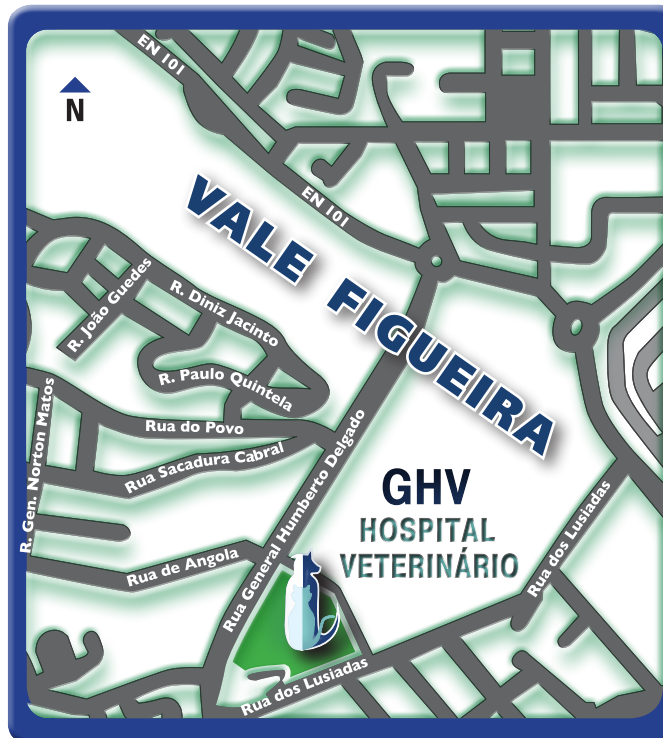 EN 101
N
EN 101
VALE FIGUEIRA
R. João Guedes
R. Diniz Jacinto
R. Paulo Quintela
R. Gen. Norton Matos
Rua do Povo
Rua Sacadura Cabral
Rua General Humberto Delgado
GHV
HOSPITAL
VETERINÁRIO
Rua dos Lusiadas
Rua de Angola
Rua dos Lusiadas